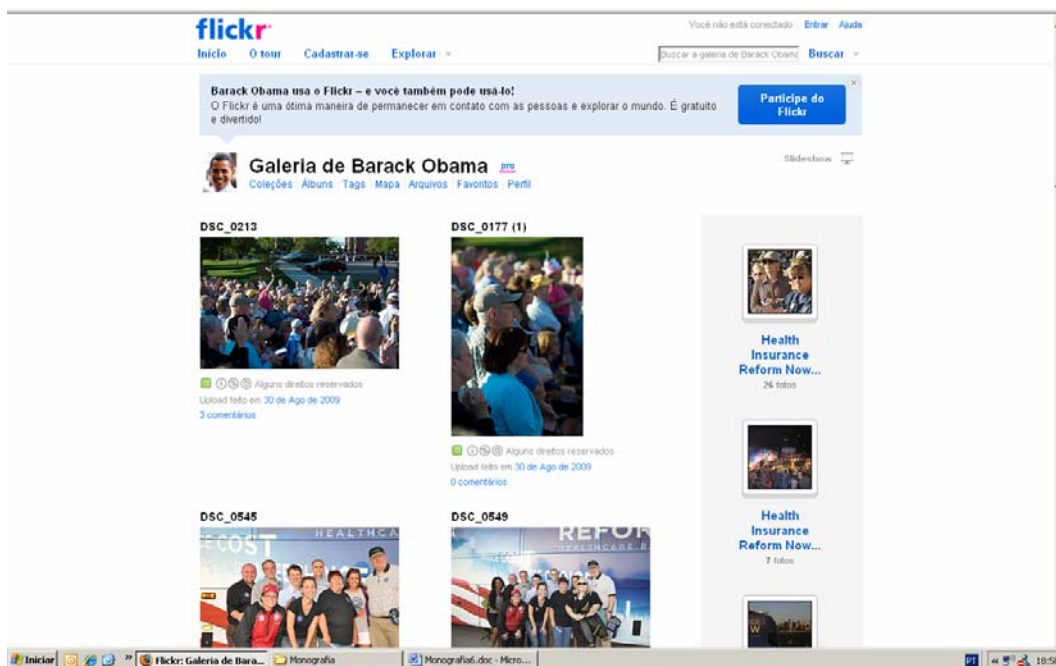 flickr
Você não está conectado Entrar Ajuda
Início O tour Cadastrar-se Explorar
Buscar a galeria de Barack Obama Buscar
Barack Obama usa o Flickr – e você também pode usá-lo!
O Flickr é uma ótima maneira de permanecer em contato com as pessoas e explorar o mundo. É gratuito
e divertido!
Participe do
Flickr
Galeria de Barack Obama pro
Slideshow
Coleções Álbuns Tags Mapa Arquivos Favoritos Perfil
DSC_0213
Alguns direitos reservados
Upload feito em 30 de Ago de 2009
3 comentários
DSC_0177 (1)
Alguns direitos reservados
Upload feito em 30 de Ago de 2009
0 comentários
Health
Insurance
Reform Now...
26 fotos
Health
Insurance
Reform Now...
7 fotos
DSC_0545
COST HEALTHCA
DSC_0549
REFOR
HEALTHCARE.B
Iniciar » Flickr: Galeria de Bara... Monografia Monografia6.doc - Micro... PT «